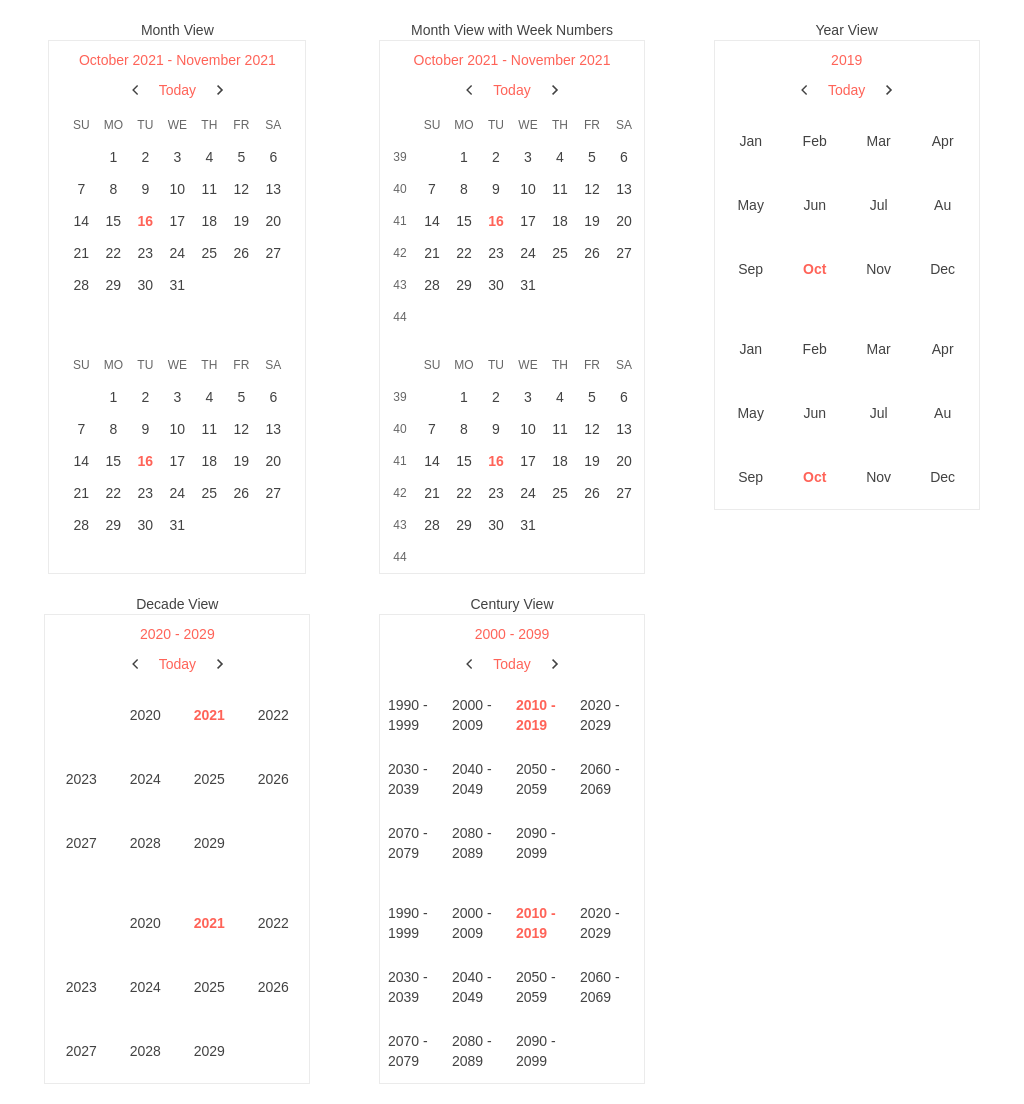 Month View
October 2021 - November 2021
Today
SU MO TU WE TH FR SA
1 2 3 4 5 6
7 8 9 10 11 12 13
14 15 16 17 18 19 20
21 22 23 24 25 26 27
28 29 30 31
SU MO TU WE TH FR SA
1 2 3 4 5 6
7 8 9 10 11 12 13
14 15 16 17 18 19 20
21 22 23 24 25 26 27
28 29 30 31
Month View with Week Numbers
October 2021 - November 2021
Today
SU MO TU WE TH FR SA
39 1 2 3 4 5 6
40 7 8 9 10 11 12 13
41 14 15 16 17 18 19 20
42 21 22 23 24 25 26 27
43 28 29 30 31
44
SU MO TU WE TH FR SA
39 1 2 3 4 5 6
40 7 8 9 10 11 12 13
41 14 15 16 17 18 19 20
42 21 22 23 24 25 26 27
43 28 29 30 31
44
Year View
2019
Today
Jan Feb Mar Apr
May Jun Jul Au
Sep Oct Nov Dec
Jan Feb Mar Apr
May Jun Jul Au
Sep Oct Nov Dec
Decade View
2020 - 2029
Today
2020 2021 2022
2023 2024 2025 2026
2027 2028 2029
2020 2021 2022
2023 2024 2025 2026
2027 2028 2029
Century View
2000 - 2099
Today
1990 - 2000 - 2010 - 2020 -
1999 2009 2019 2029
2030 - 2040 - 2050 - 2060 -
2039 2049 2059 2069
2070 - 2080 - 2090 -
2079 2089 2099
1990 - 2000 - 2010 - 2020 -
1999 2009 2019 2029
2030 - 2040 - 2050 - 2060 -
2039 2049 2059 2069
2070 - 2080 - 2090 -
2079 2089 2099